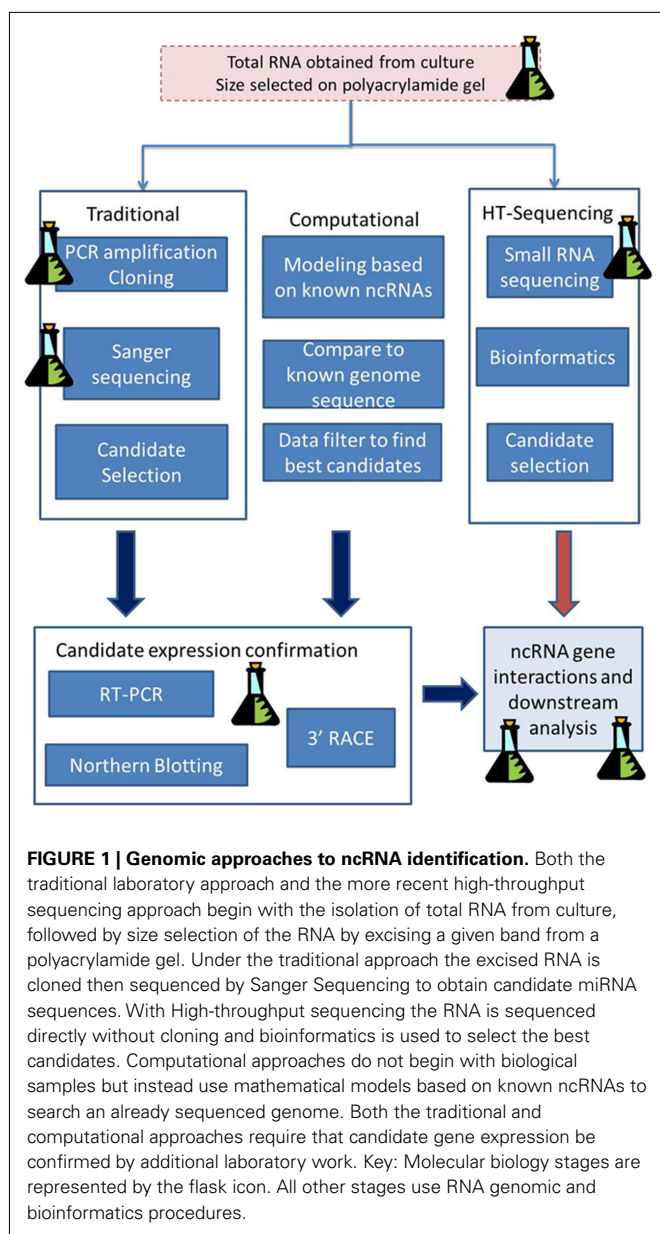 Total RNA obtained from culture
Size selected on polyacrylamide gel
Traditional
PCR amplification
Cloning
Sanger
sequencing
Candidate
Selection
Computational
Modeling based
on known ncRNAs
Compare to
known genome
sequence
Data filter to find
best candidates
HT-Sequencing
Small RNA
sequencing
Bioinformatics
Candidate
selection
Candidate expression confirmation
RT-PCR
3' RACE
Northern Blotting
ncRNA gene
interactions and
downstream
analysis
FIGURE 1 | Genomic approaches to ncRNA identification. Both the
traditional laboratory approach and the more recent high-throughput
sequencing approach begin with the isolation of total RNA from culture,
followed by size selection of the RNA by excising a given band from a
polyacrylamide gel. Under the traditional approach the excised RNA is
cloned then sequenced by Sanger Sequencing to obtain candidate miRNA
sequences. With High-throughput sequencing the RNA is sequenced
directly without cloning and bioinformatics is used to select the best
candidates. Computational approaches do not begin with biological
samples but instead use mathematical models based on known ncRNAs to
search an already sequenced genome. Both the traditional and
computational approaches require that candidate gene expression be
confirmed by additional laboratory work. Key: Molecular biology stages are
represented by the flask icon. All other stages use RNA genomic and
bioinformatics procedures.